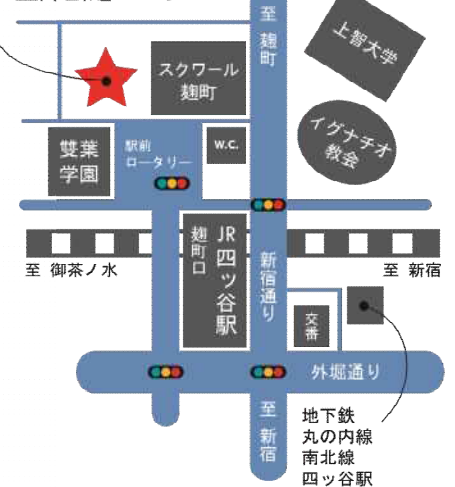 至 麹町
上智大学
スクワール
麹町
イグナチオ
教会
雙葉
学園
駅前
ロータリー
W.C.
麹町口
JR四ツ谷駅
新宿通り
至 御茶ノ水
至 新宿
交番
外堀通り
至 新宿
地下鉄
丸の内線
南北線
四ッ谷駅